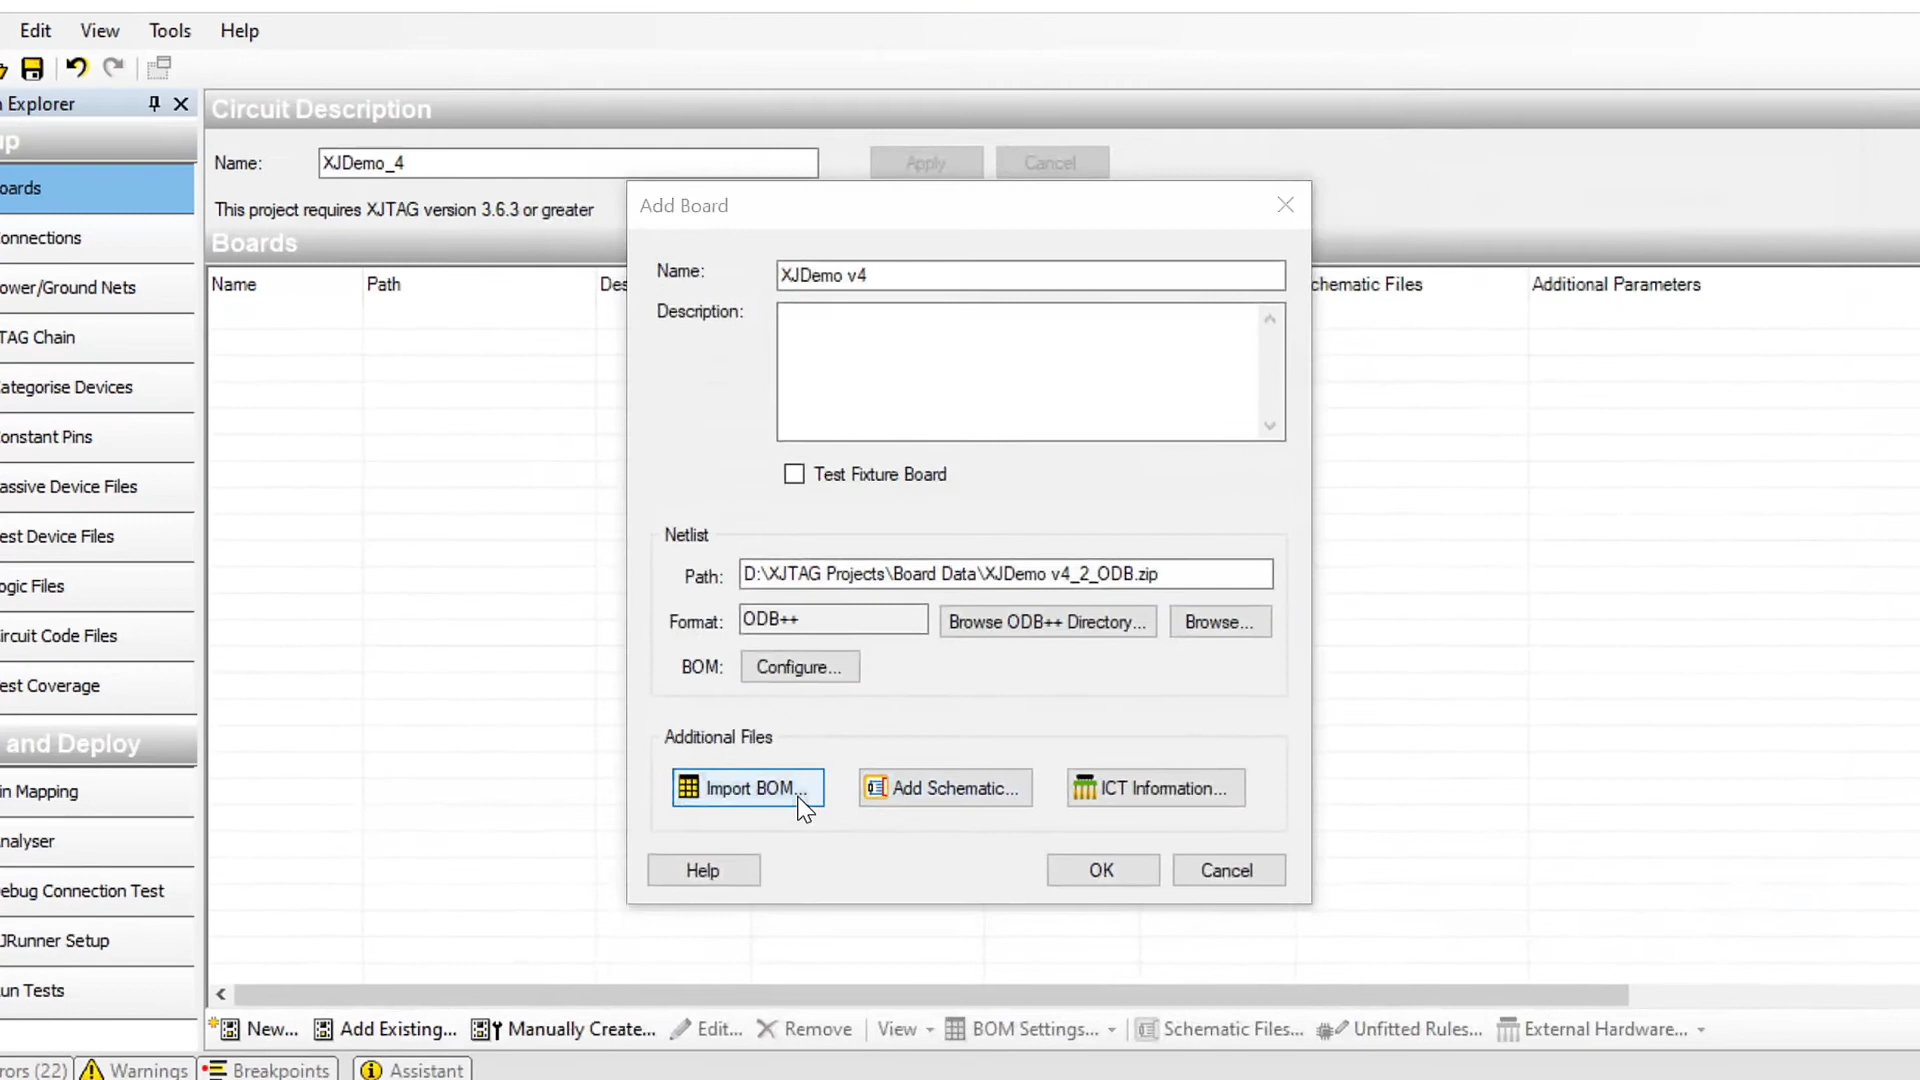 Edit View Tools Help
n Explorer
Circuit Description
up
Name: XJDemo_4 Apply Cancel
oards
This project requires XJTAG version 3.6.3 or greater
Add Board
onnections
Boards
Name: XJDemo v4
ower/Ground Nets
Name Path Des chematic Files Additional Parameters
Description:
TAG Chain
ategorise Devices
onstant Pins
Test Fixture Board
assive Device Files
est Device Files
Netlist
Path: D:\XJTAG Projects\Board Data\XJDemo v4_2_ODB.zip
ogic Files
Format: ODB++ Browse ODB++ Directory... Browse...
ircuit Code Files
BOM: Configure...
est Coverage
and Deploy
Additional Files
in Mapping
Import BOM... Add Schematic... ICT Information...
nalyser
Help OK Cancel
ebug Connection Test
JRunner Setup
un Tests
New... Add Existing... Manually Create... Edit... Remove View BOM Settings... Schematic Files... Unfitted Rules... External Hardware...
rors (22) Warnings Breakpoints Assistant